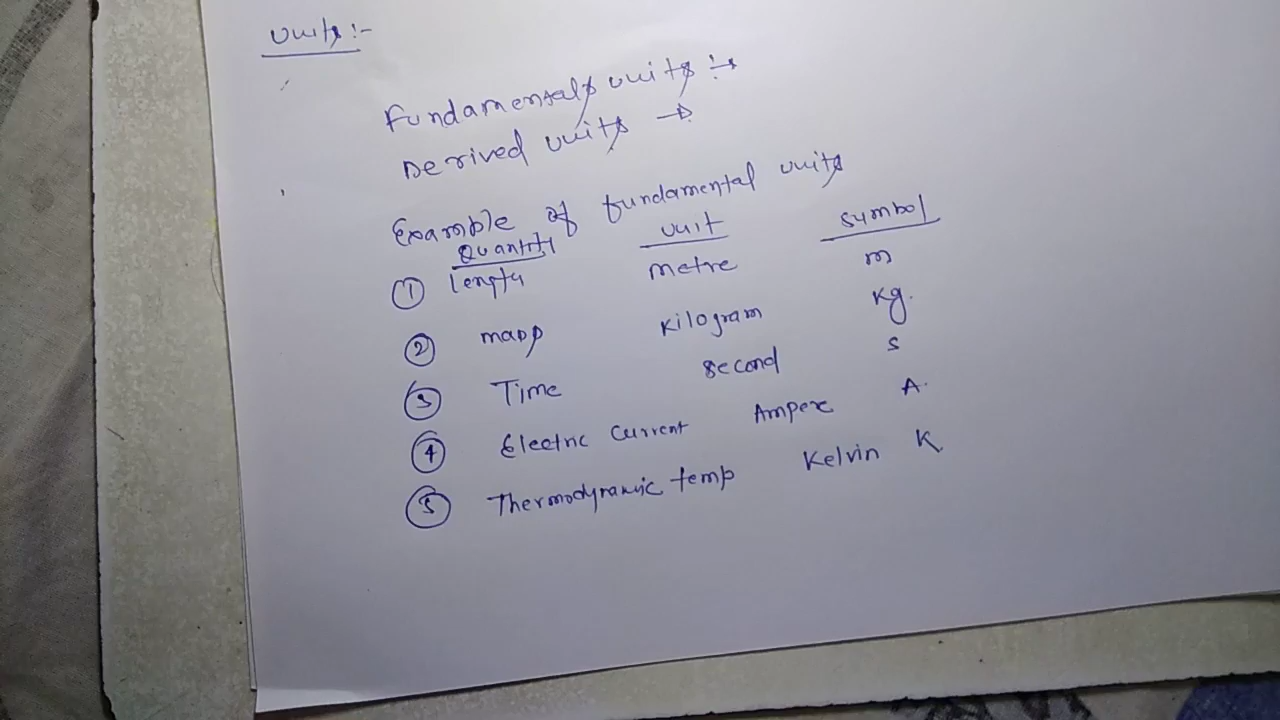 Units :-
Fundamentals units :→
Derived units →
Example of fundamental units
Quantity unit symbol
① length metre m
② mass kilogram kg.
③ Time second s
④ Electric Current Ampere A.
⑤ Thermodynamic temp Kelvin K